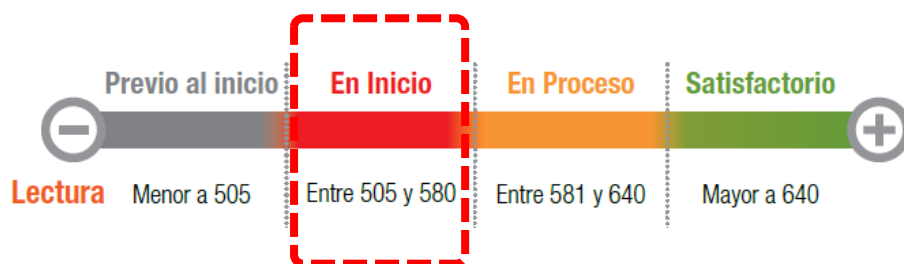 Previo al inicio En Inicio En Proceso Satisfactorio
Lectura Menor a 505 Entre 505 y 580 Entre 581 y 640 Mayor a 640